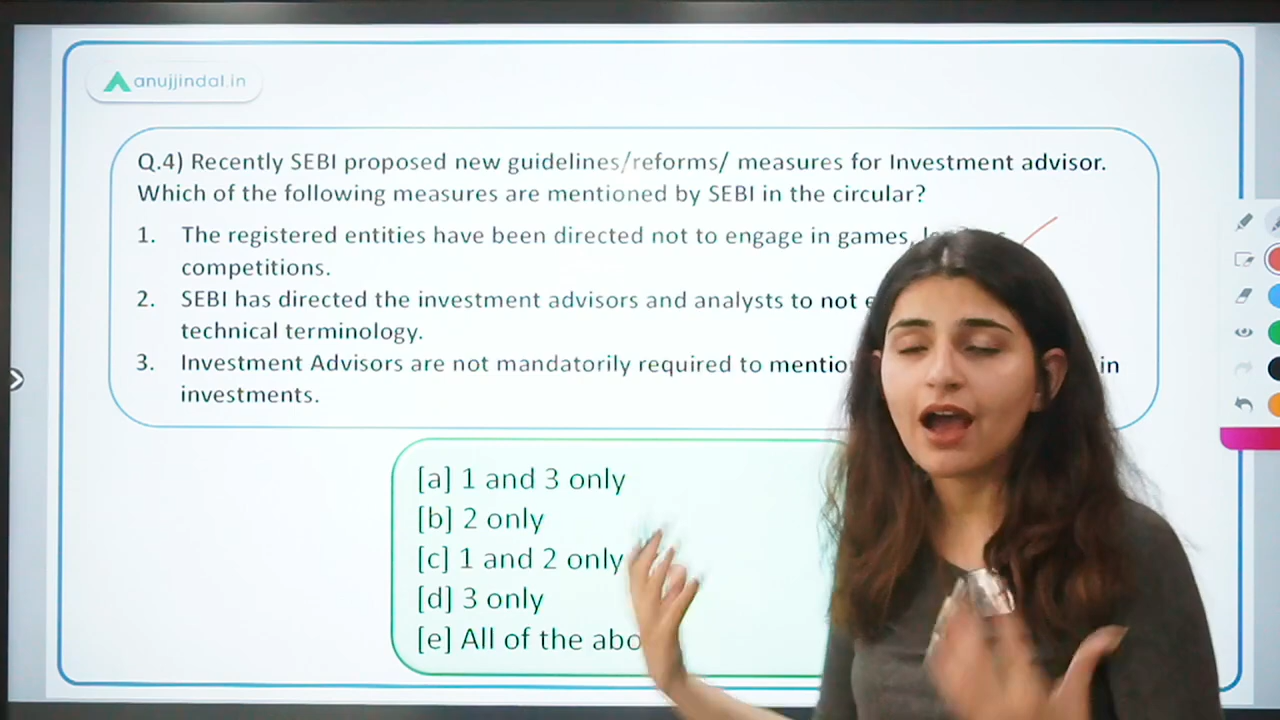 anujjindal.in
Q.4) Recently SEBI proposed new guidelines/reforms/ measures for Investment advisor.
Which of the following measures are mentioned by SEBI in the circular?
1. The registered entities have been directed not to engage in games,
competitions.
2. SEBI has directed the investment advisors and analysts to not
technical terminology.
3. Investment Advisors are not mandatorily required to in
investments.
[a] 1 and 3 only
[b] 2 only
[c] 1 and 2 only
[d] 3 only
[e] All of the